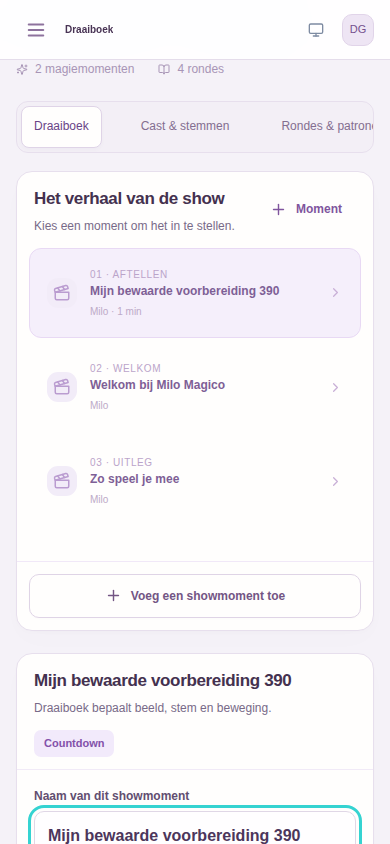 Draaiboek
DG
2 magiemomenten 4 rondes
Draaiboek Cast & stemmen Rondes & patron
Het verhaal van de show
Moment
Kies een moment om het in te stellen.
01 · AFTELLEN
Mijn bewaarde voorbereiding 390
Milo · 1 min
02 · WELKOM
Welkom bij Milo Magico
Milo
03 · UITLEG
Zo speel je mee
Milo
Voeg een showmoment toe
Mijn bewaarde voorbereiding 390
Draaiboek bepaalt beeld, stem en beweging.
Countdown
Naam van dit showmoment
Mijn bewaarde voorbereiding 390